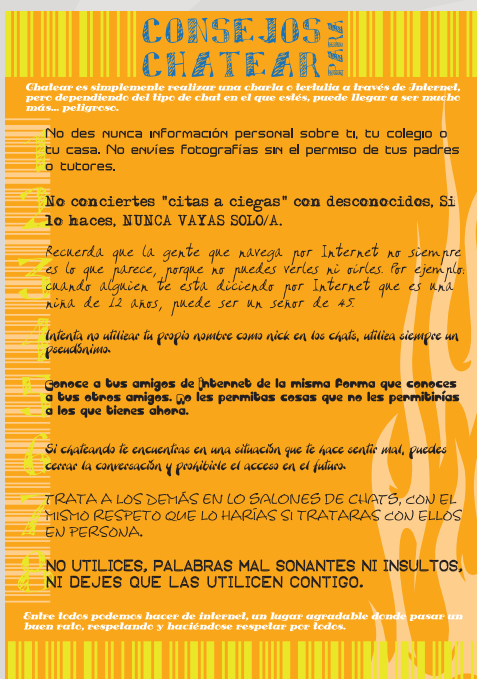 CONSEJOS PARA
CHATEAR
Chatear es simplemente realizar una charla o tertulia a través de Internet,
pero dependiendo del tipo de chat en el que estés, puede llegar a ser mucho
más... peligroso.
No des nunca información personal sobre ti, tu colegio o
tu casa. No envíes fotografías sin el permiso de tus padres
o tutores.
No conciertes "citas a ciegas" con desconocidos, Si
lo haces, NUNCA VAYAS SOLO/A.
Recuerda que la gente que navega por Internet no siempre
es lo que parece, porque no puedes verles ni oírles. Por ejemplo:
cuando alguien te esta diciendo por Internet que es una
niña de 12 años, puede ser un señor de 45.
Intenta no utilizar tu propio nombre como nick en los chats, utiliza siempre un
pseudónimo.
Conoce a tus amigos de Internet de la misma forma que conoces
a tus otros amigos. No les permitas cosas que no les permitirías
a los que tienes ahora.
Si chateando te encuentras en una situación que te hace sentir mal, puedes
cerrar la conversación y prohibirle el acceso en el futuro.
TRATA A LOS DEMÁS EN LO SALONES DE CHATS, CON EL
MISMO RESPETO QUE LO HARÍAS SI TRATARAS CON ELLOS
EN PERSONA.
NO UTILICES, PALABRAS MAL SONANTES NI INSULTOS,
NI DEJES QUE LAS UTILICEN CONTIGO.
Entre todos podemos hacer de internet, un lugar agradable donde pasar un
buen rato, respetando y haciéndose respetar por todos.